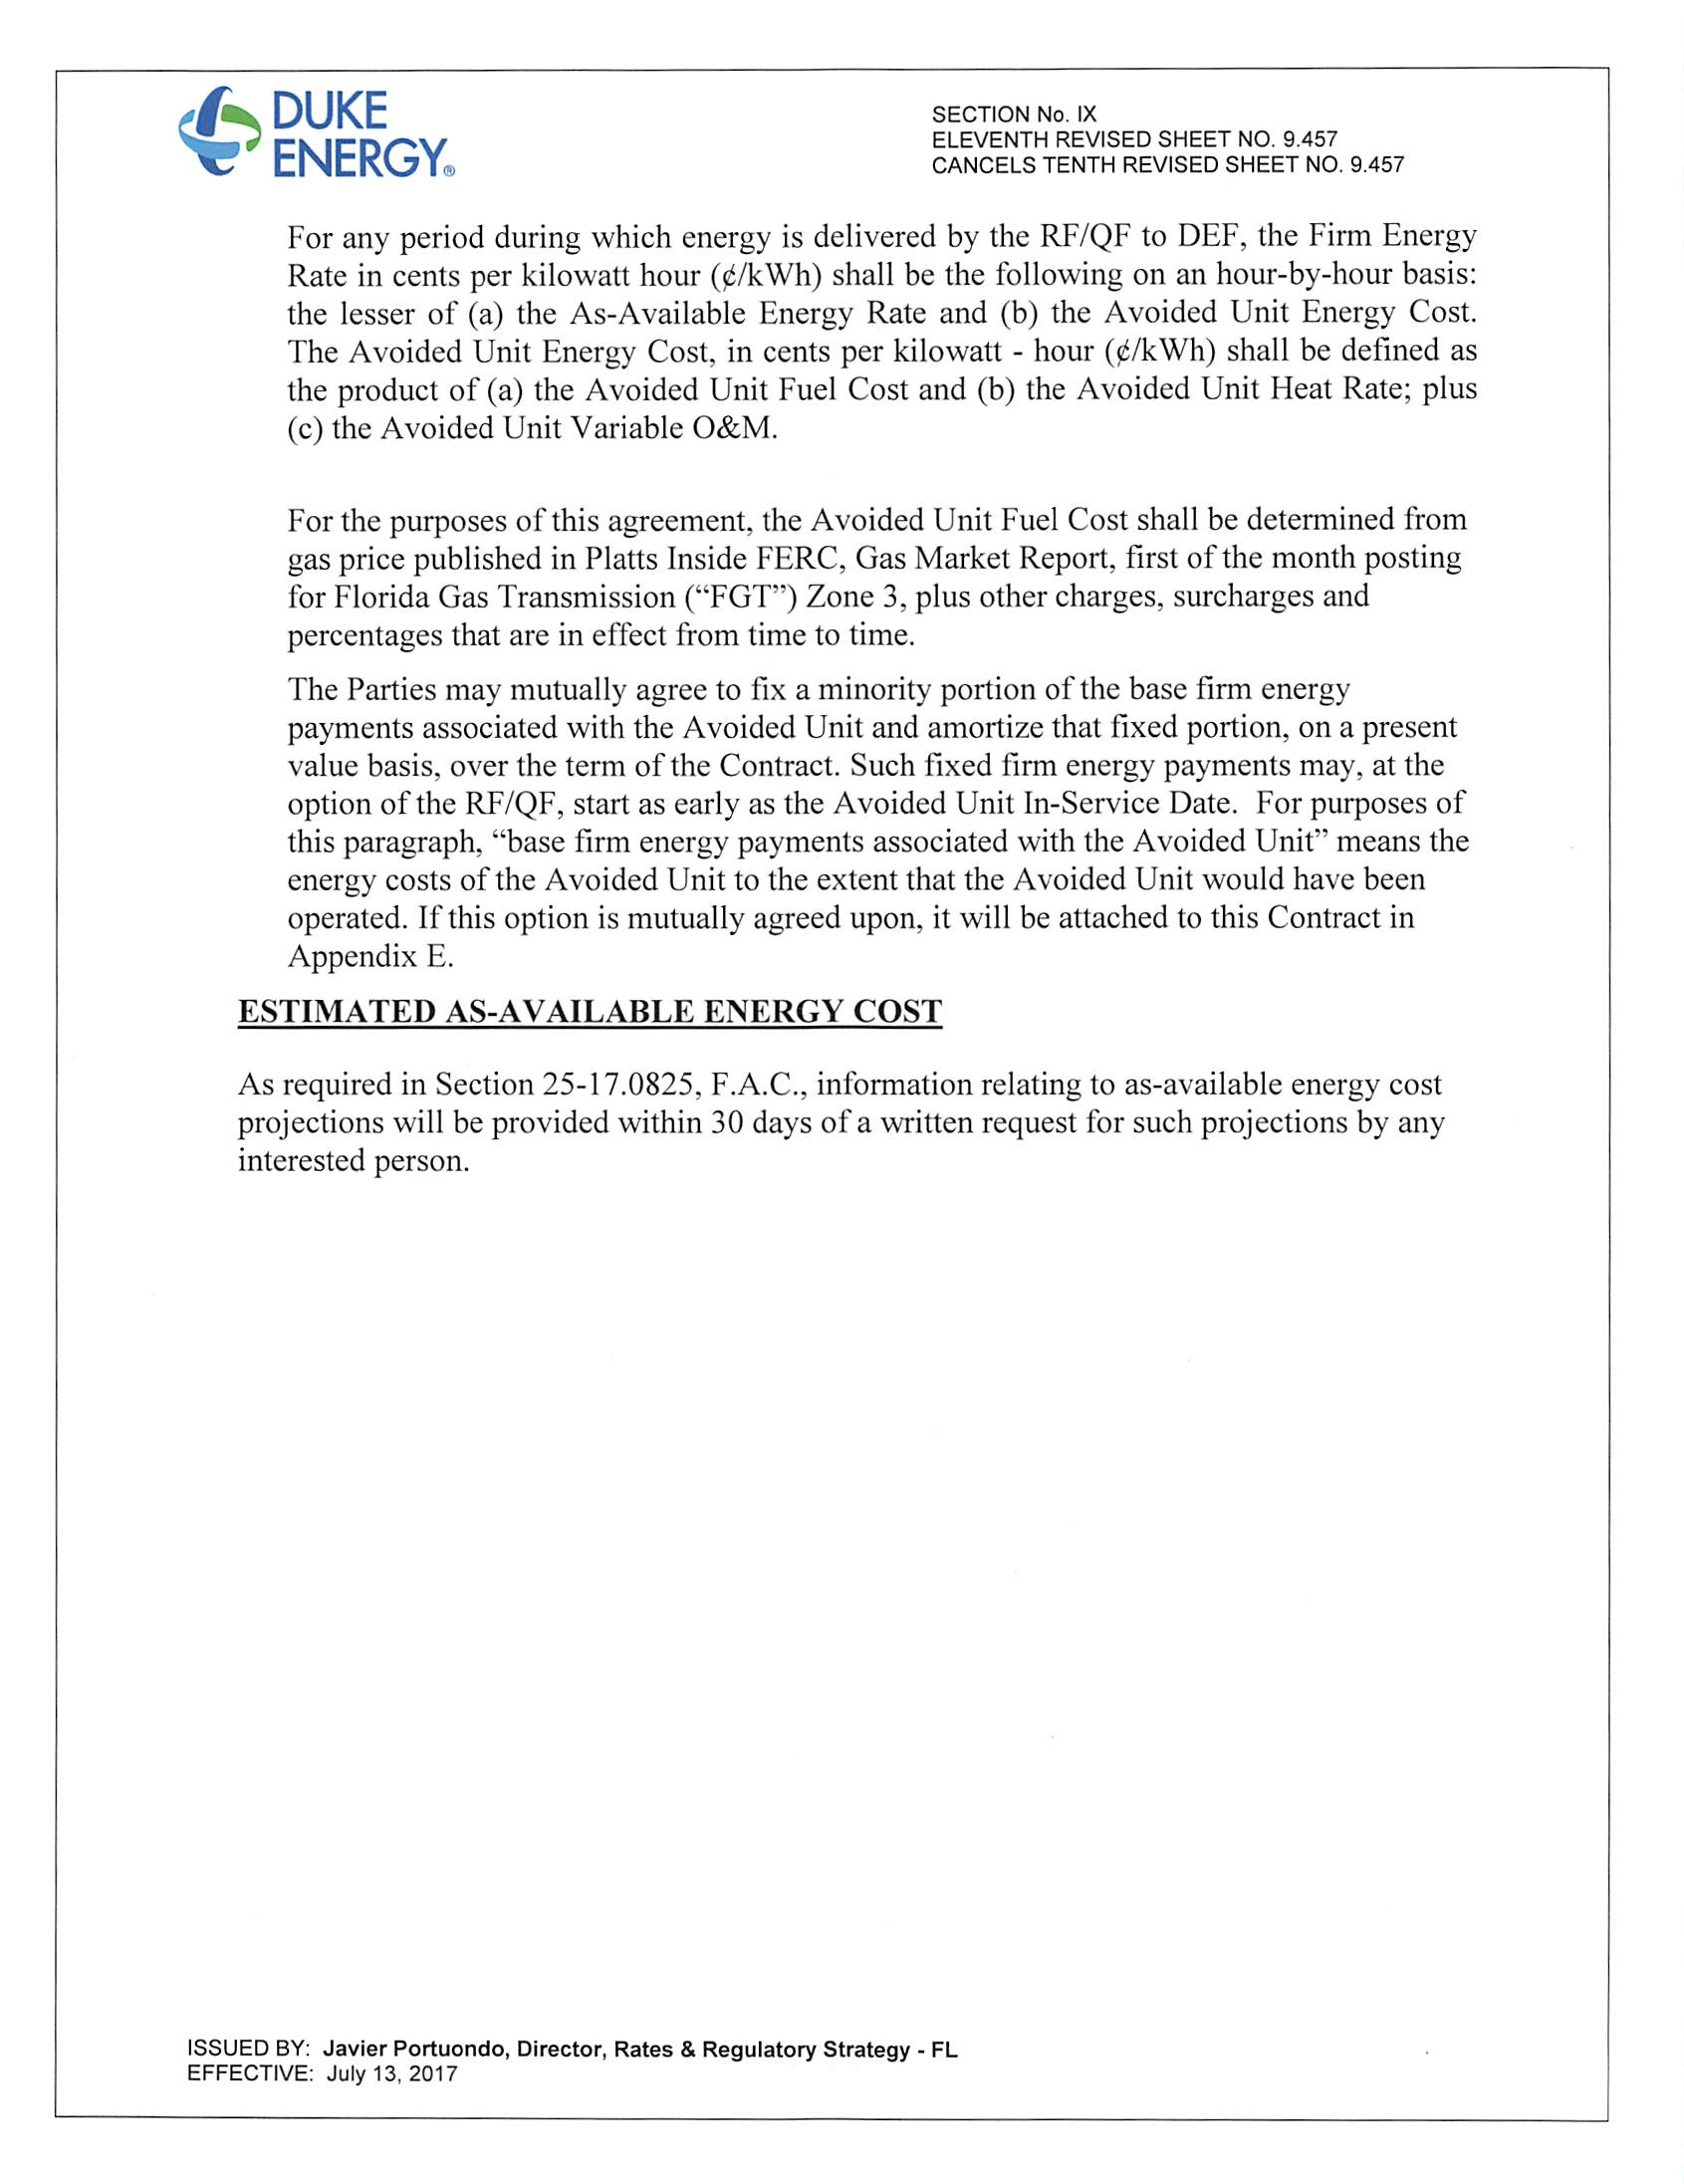 DUKE
ENERGY®
SECTION No. IX
ELEVENTH REVISED SHEET NO. 9.457
CANCELS TENTH REVISED SHEET NO. 9.457
For any period during which energy is delivered by the RF/QF to DEF, the Firm Energy
Rate in cents per kilowatt hour (¢/kWh) shall be the following on an hour-by-hour basis:
the lesser of (a) the As-Available Energy Rate and (b) the Avoided Unit Energy Cost.
The Avoided Unit Energy Cost, in cents per kilowatt - hour (¢/kWh) shall be defined as
the product of (a) the Avoided Unit Fuel Cost and (b) the Avoided Unit Heat Rate; plus
(c) the Avoided Unit Variable O&M.
For the purposes of this agreement, the Avoided Unit Fuel Cost shall be determined from
gas price published in Platts Inside FERC, Gas Market Report, first of the month posting
for Florida Gas Transmission (“FGT”) Zone 3, plus other charges, surcharges and
percentages that are in effect from time to time.
The Parties may mutually agree to fix a minority portion of the base firm energy
payments associated with the Avoided Unit and amortize that fixed portion, on a present
value basis, over the term of the Contract. Such fixed firm energy payments may, at the
option of the RF/QF, start as early as the Avoided Unit In-Service Date.  For purposes of
this paragraph, “base firm energy payments associated with the Avoided Unit” means the
energy costs of the Avoided Unit to the extent that the Avoided Unit would have been
operated. If this option is mutually agreed upon, it will be attached to this Contract in
Appendix E.
ESTIMATED AS-AVAILABLE ENERGY COST
As required in Section 25-17.0825, F.A.C., information relating to as-available energy cost
projections will be provided within 30 days of a written request for such projections by any
interested person.
ISSUED BY:  Javier Portuondo, Director, Rates & Regulatory Strategy - FL
EFFECTIVE:  July 13, 2017